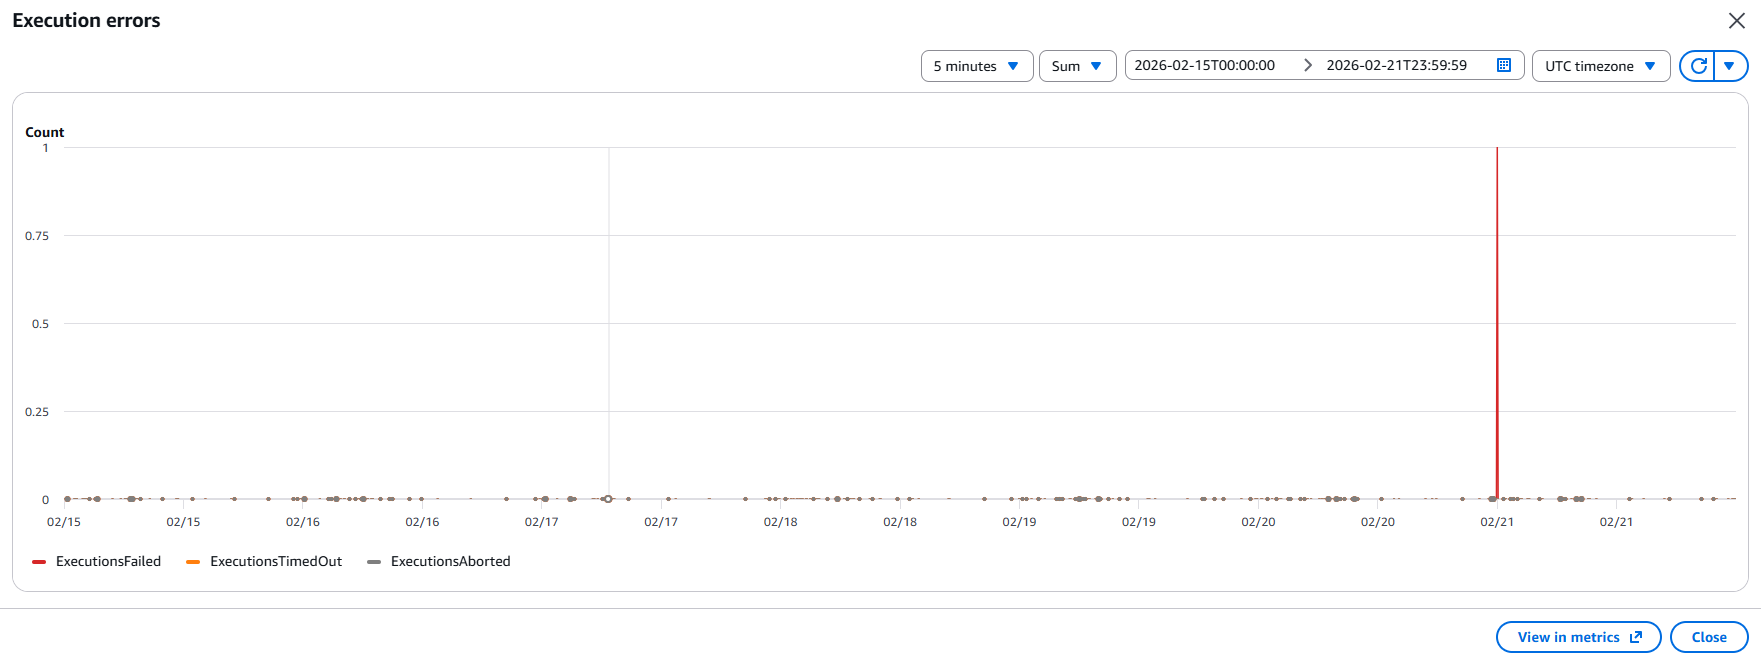 Execution errors
5 minutes Sum 2026-02-15T00:00:00 2026-02-21T23:59:59 UTC timezone
Count
1
0.75
0.5
0.25
0
02/15 02/15 02/16 02/16 02/17 02/17 02/18 02/18 02/19 02/19 02/20 02/20 02/21 02/21
ExecutionsFailed ExecutionsTimedOut ExecutionsAborted
View in metrics Close